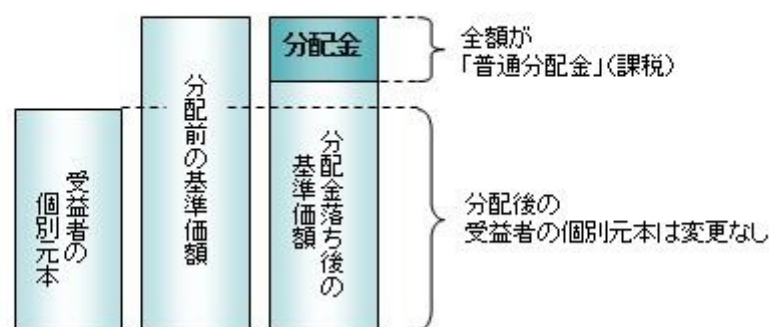 受益者の
個別元本
分配前の基準価額
分配金
分配金落ち後の
基準価額
全額が
「普通分配金」(課税)
分配後の
受益者の個別元本は変更なし